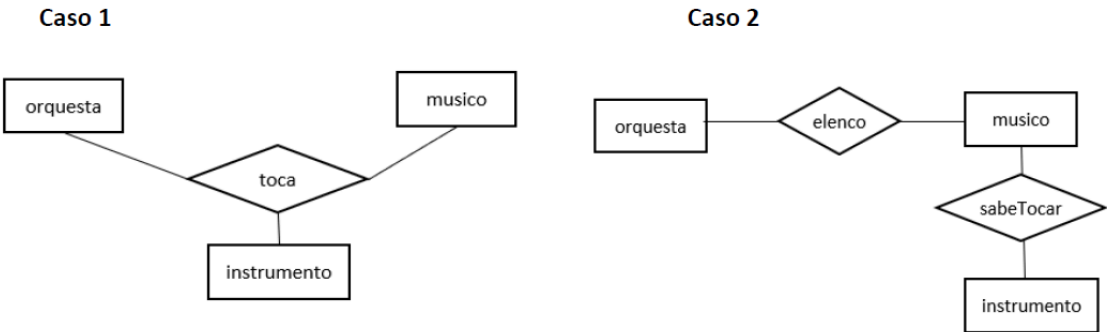 Caso 1
orquesta
musico
toca
instrumento
Caso 2
orquesta
elenco
musico
sabeTocar
instrumento